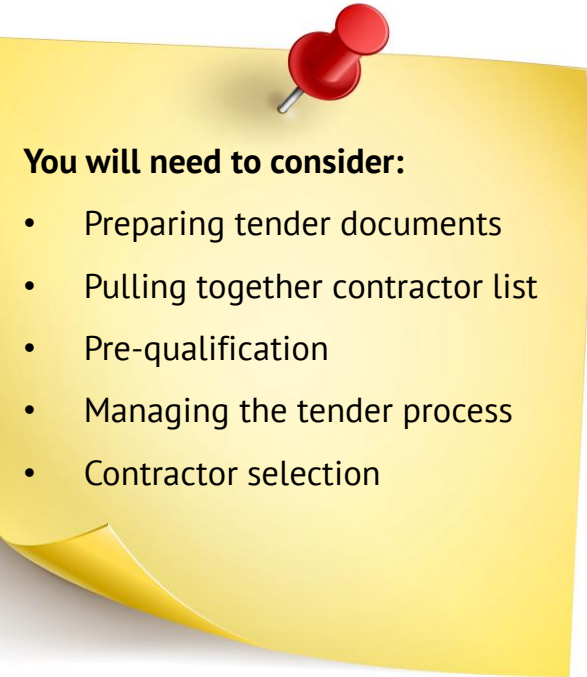 You will need to consider:
• Preparing tender documents
• Pulling together contractor list
• Pre-qualification
• Managing the tender process
• Contractor selection